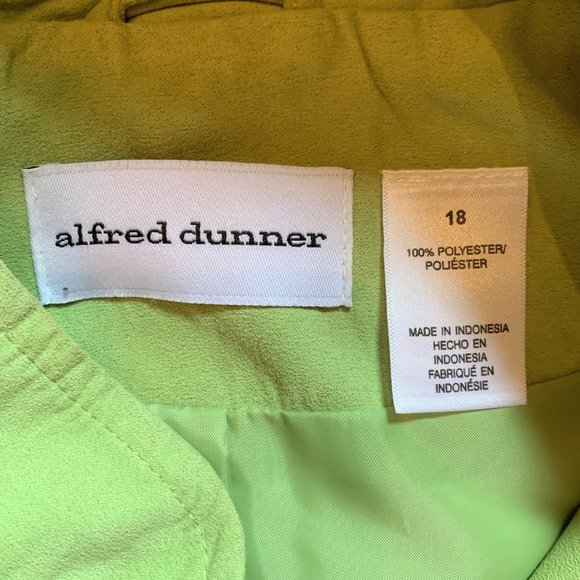 alfred dunner
18
100% POLYESTER/
POLIÉSTER
MADE IN INDONESIA
HECHO EN
INDONESIA
FABRIQUÉ EN
INDONÉSIE